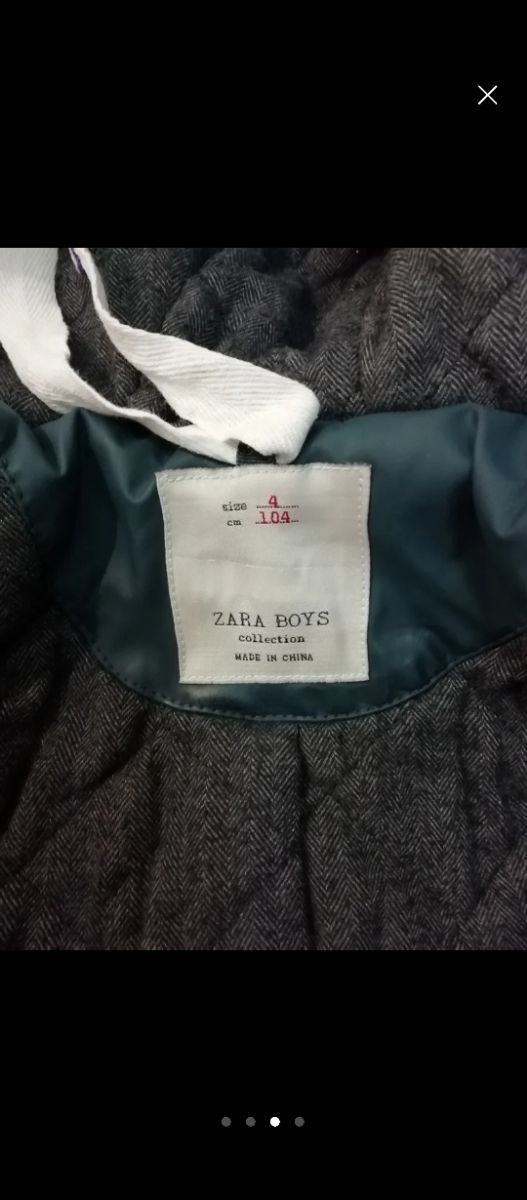 size 4
cm 104
ZARA BOYS
collection
MADE IN CHINA